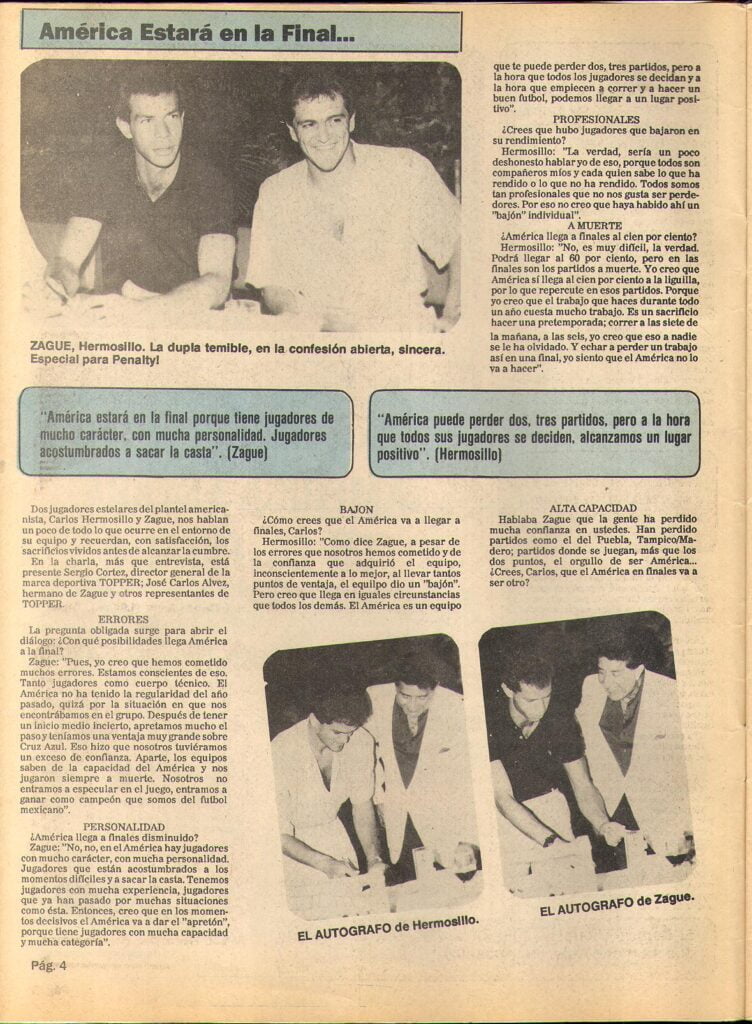 América Estará en la Final...
ZAGUE, Hermosillo. La dupla temible, en la confesión abierta, sincera.
Especial para Penalty!
"América estará en la final porque tiene jugadores de
mucho carácter, con mucha personalidad. Jugadores
acostumbrados a sacar la casta". (Zague)
"América puede perder dos, tres partidos, pero a la hora
que todos sus jugadores se deciden, alcanzamos un lugar
positivo". (Hermosillo)
Dos jugadores estelares del plantel america-
nista, Carlos Hermosillo y Zague, nos hablan
un poco de todo lo que ocurre en el entorno de
su equipo y recuerdan, con satisfacción, los
sacrificios vividos antes de alcanzar la cumbre.
En la charla, más que entrevista, está
presente Sergio Cortez, director general de la
marca deportiva TOPPER; José Carlos Alvez,
hermano de Zague y otros representantes de
TOPPER.
ERRORES
La pregunta obligada surge para abrir el
diálogo: ¿Con qué posibilidades llega América
a la final?
Zague: "Pues, yo creo que hemos cometido
muchos errores. Estamos conscientes de eso.
Tanto jugadores como cuerpo técnico. El
América no ha tenido la regularidad del año
pasado, quizá por la situación en que nos
encontrábamos en el grupo. Después de tener
un inicio medio incierto, apretamos mucho el
paso y teníamos una ventaja muy grande sobre
Cruz Azul. Eso hizo que nosotros tuviéramos
un exceso de confianza. Aparte, los equipos
saben de la capacidad del América y nos
jugaron siempre a muerte. Nosotros no
entramos a especular en el juego, entramos a
ganar como campeón que somos del futbol
mexicano".
PERSONALIDAD
¿América llega a finales disminuido?
Zague: "No, no, en el América hay jugadores
con mucho carácter, con mucha personalidad.
Jugadores que están acostumbrados a los
momentos difíciles y a sacar la casta. Tenemos
jugadores con mucha experiencia, jugadores
que ya han pasado por muchas situaciones
como ésta. Entonces, creo que en los momen-
tos decisivos el América va a dar el "apretón",
porque tiene jugadores con mucha capacidad
y mucha categoría".
BAJON
¿Cómo crees que el América va a llegar a
finales, Carlos?
Hermosillo: "Como dice Zague, a pesar de
los errores que nosotros hemos cometido y de
la confianza que adquirió el equipo,
inconscientemente a lo mejor, al llevar tantos
puntos de ventaja, el equipo dio un "bajón".
Pero creo que llega en iguales circunstancias
que todos los demás. El América es un equipo
que te puede perder dos, tres partidos, pero a
la hora que todos los jugadores se decidan y a
la hora que empiecen a correr y a hacer un
buen futbol, podemos llegar a un lugar posi-
tivo".
PROFESIONALES
¿Crees que hubo jugadores que bajaron en
su rendimiento?
Hermosillo: "La verdad, sería un poco
deshonesto hablar yo de eso, porque todos son
compañeros míos y cada quien sabe lo que ha
rendido o lo que no ha rendido. Todos somos
tan profesionales que no nos gusta ser perde-
dores. Por eso no creo que haya habido ahí un
"bajón" individual".
A MUERTE
¿América llega a finales al cien por ciento?
Hermosillo: "No, es muy difícil, la verdad.
Podrá llegar al 60 por ciento, pero en las
finales son los partidos a muerte. Yo creo que
América sí llega al cien por ciento a la liguilla,
por lo que repercute en esos partidos. Porque
yo creo que el trabajo que haces durante todo
un año cuesta mucho trabajo. Es un sacrificio
hacer una pretemporada; correr a las siete de
la mañana, a las seis, yo creo que eso a nadie
se le ha olvidado. Y echar a perder un trabajo
así en una final, yo siento que el América no lo
va a hacer".
ALTA CAPACIDAD
Hablaba Zague que la gente ha perdido
mucha confianza en ustedes. Han perdido
partidos como el del Puebla, Tampico/Ma-
dero; partidos donde se juegan, más que los
dos puntos, el orgullo de ser América...
¿Crees, Carlos, que el América en finales va a
ser otro?
EL AUTOGRAFO de Hermosillo.
EL AUTOGRAFO de Zague.
Pág. 4